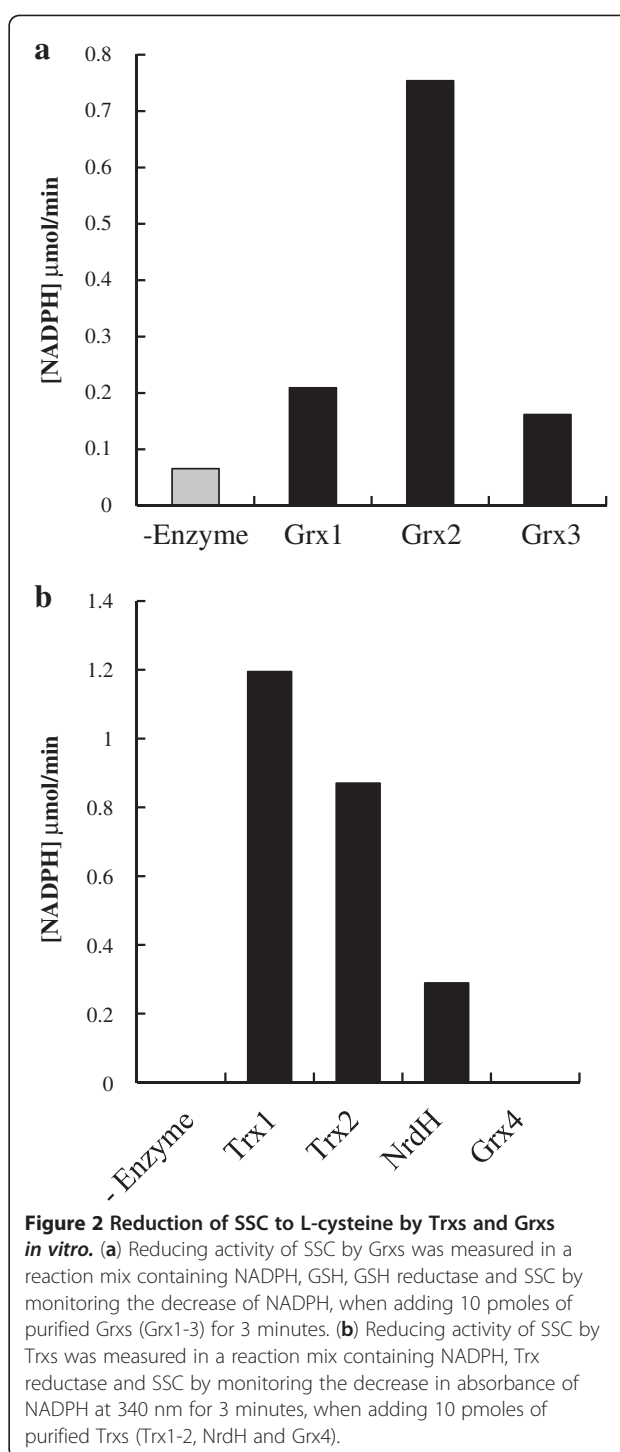 a
0.8
0.7
0.6
0.5
0.4
0.3
0.2
0.1
0
[NADPH] μmol/min
-Enzyme Grx1 Grx2 Grx3
b
1.4
1.2
1
0.8
0.6
0.4
0.2
0
[NADPH] μmol/min
- Enzyme Trx1 Trx2 NrdH Grx4
Figure 2 Reduction of SSC to L-cysteine by Trxs and Grxs
in vitro. (a) Reducing activity of SSC by Grxs was measured in a
reaction mix containing NADPH, GSH, GSH reductase and SSC by
monitoring the decrease of NADPH, when adding 10 pmoles of
purified Grxs (Grx1-3) for 3 minutes. (b) Reducing activity of SSC by
Trxs was measured in a reaction mix containing NADPH, Trx
reductase and SSC by monitoring the decrease in absorbance of
NADPH at 340 nm for 3 minutes, when adding 10 pmoles of
purified Trxs (Trx1-2, NrdH and Grx4).